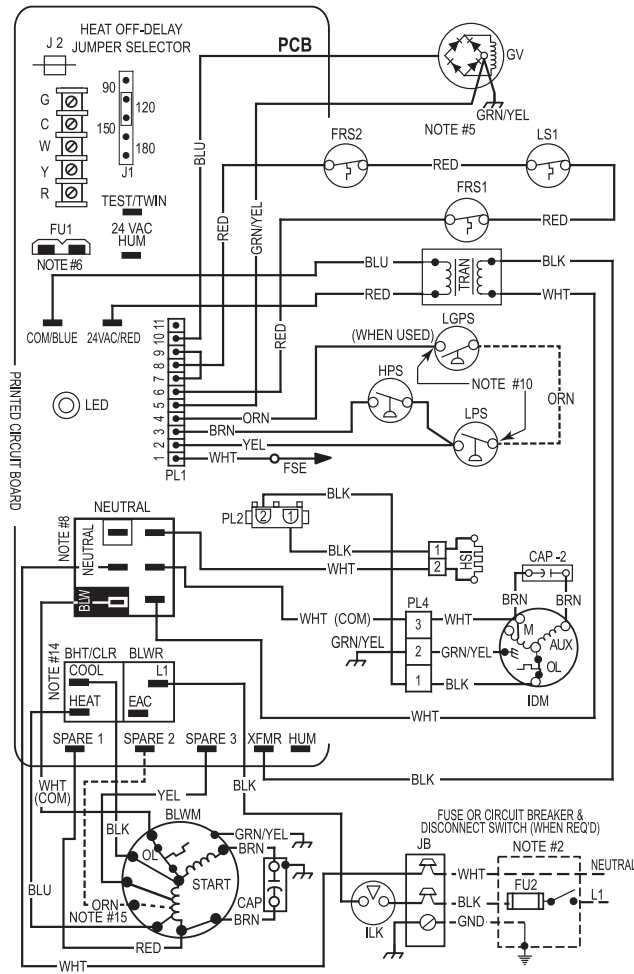 HEAT OFF-DELAY
JUMPER SELECTOR
J 2
PCB
GV
90
120
150
180
J1
G
C
W
Y
R
GRN/YEL
NOTE #5
TEST/TWIN
24 VAC
HUM
FU1
NOTE #6
BLU
RED
GRN/YEL
FRS2
RED
LS1
FRS1
RED
BLU
RED
TRAN
BLK
WHT
COM/BLUE
24VAC/RED
RED
LGPS
(WHEN USED)
NOTE #10
HPS
LPS
ORN
LED
PRINTED CIRCUIT BOARD
11
10
9
8
7
6
5
4
3
2
1
PL1
ORN
BRN
YEL
WHT
FSE
BLK
PL2
2
1
BLK
WHT
1
2
HSI
NOTE #8
NEUTRAL
NEUTRAL
BLW
CAP -2
BRN
BRN
PL4
WHT (COM)
3
WHT
GRN/YEL
2
GRN/YEL
1
BLK
M
AUX
OL
IDM
WHT
NOTE #14
BHT/CLR
BLWR
COOL
L1
HEAT
EAC
SPARE 1
SPARE 2
SPARE 3
XFMR
HUM
BLK
BLK
WHT
(COM)
YEL
BLWM
BLK
OL
GRN/YEL
BRN
START
CAP
BLU
ORN
NOTE #15
BRN
RED
WHT
FUSE OR CIRCUIT BREAKER &
DISCONNECT SWITCH (WHEN REQ'D)
JB
NOTE #2
WHT
NEUTRAL
BLK
FU2
L1
GND
ILK